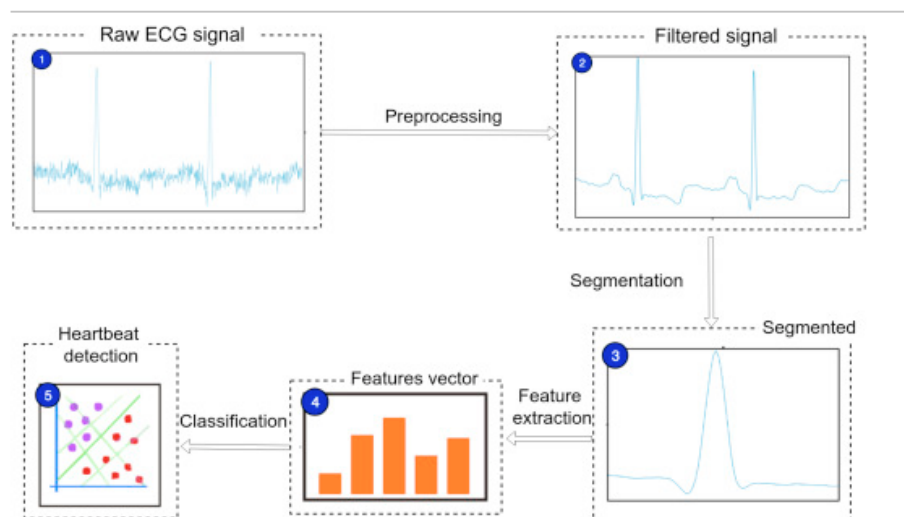 Raw ECG signal
1
Preprocessing
Filtered signal
2
Segmentation
Segmented
3
Feature
extraction
Features vector
4
Classification
Heartbeat
detection
5